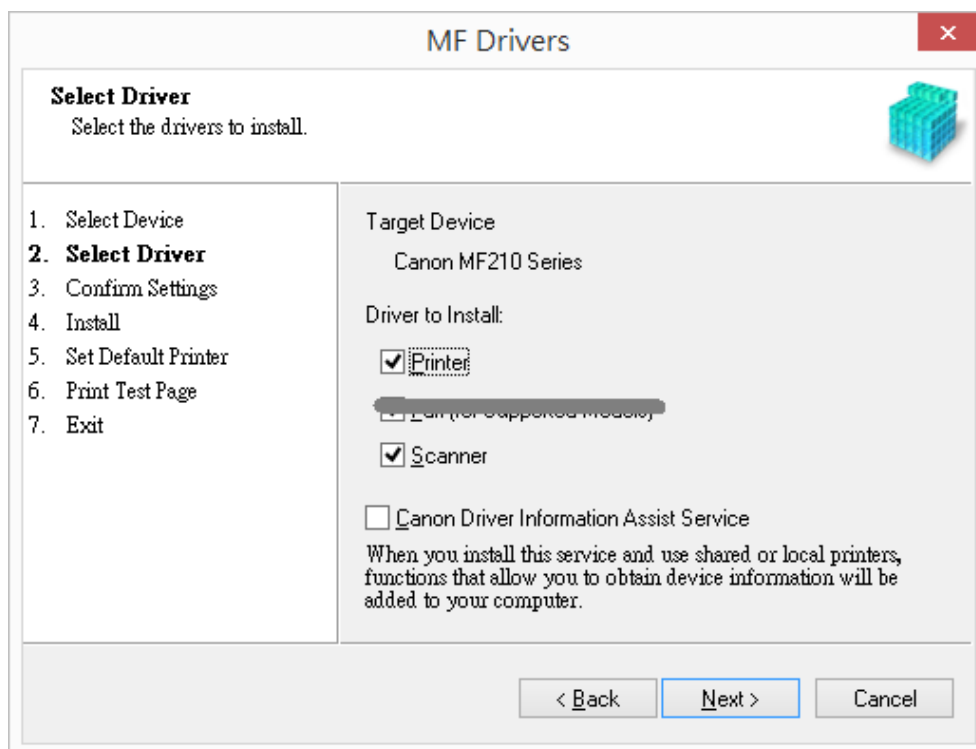 MF Drivers
Select Driver
Select the drivers to install.
1. Select Device
2. Select Driver
3. Confirm Settings
4. Install
5. Set Default Printer
6. Print Test Page
7. Exit
Target Device
Canon MF210 Series
Driver to Install:
Printer
Scanner
Canon Driver Information Assist Service
When you install this service and use shared or local printers,
functions that allow you to obtain device information will be
added to your computer.
< Back
Next >
Cancel